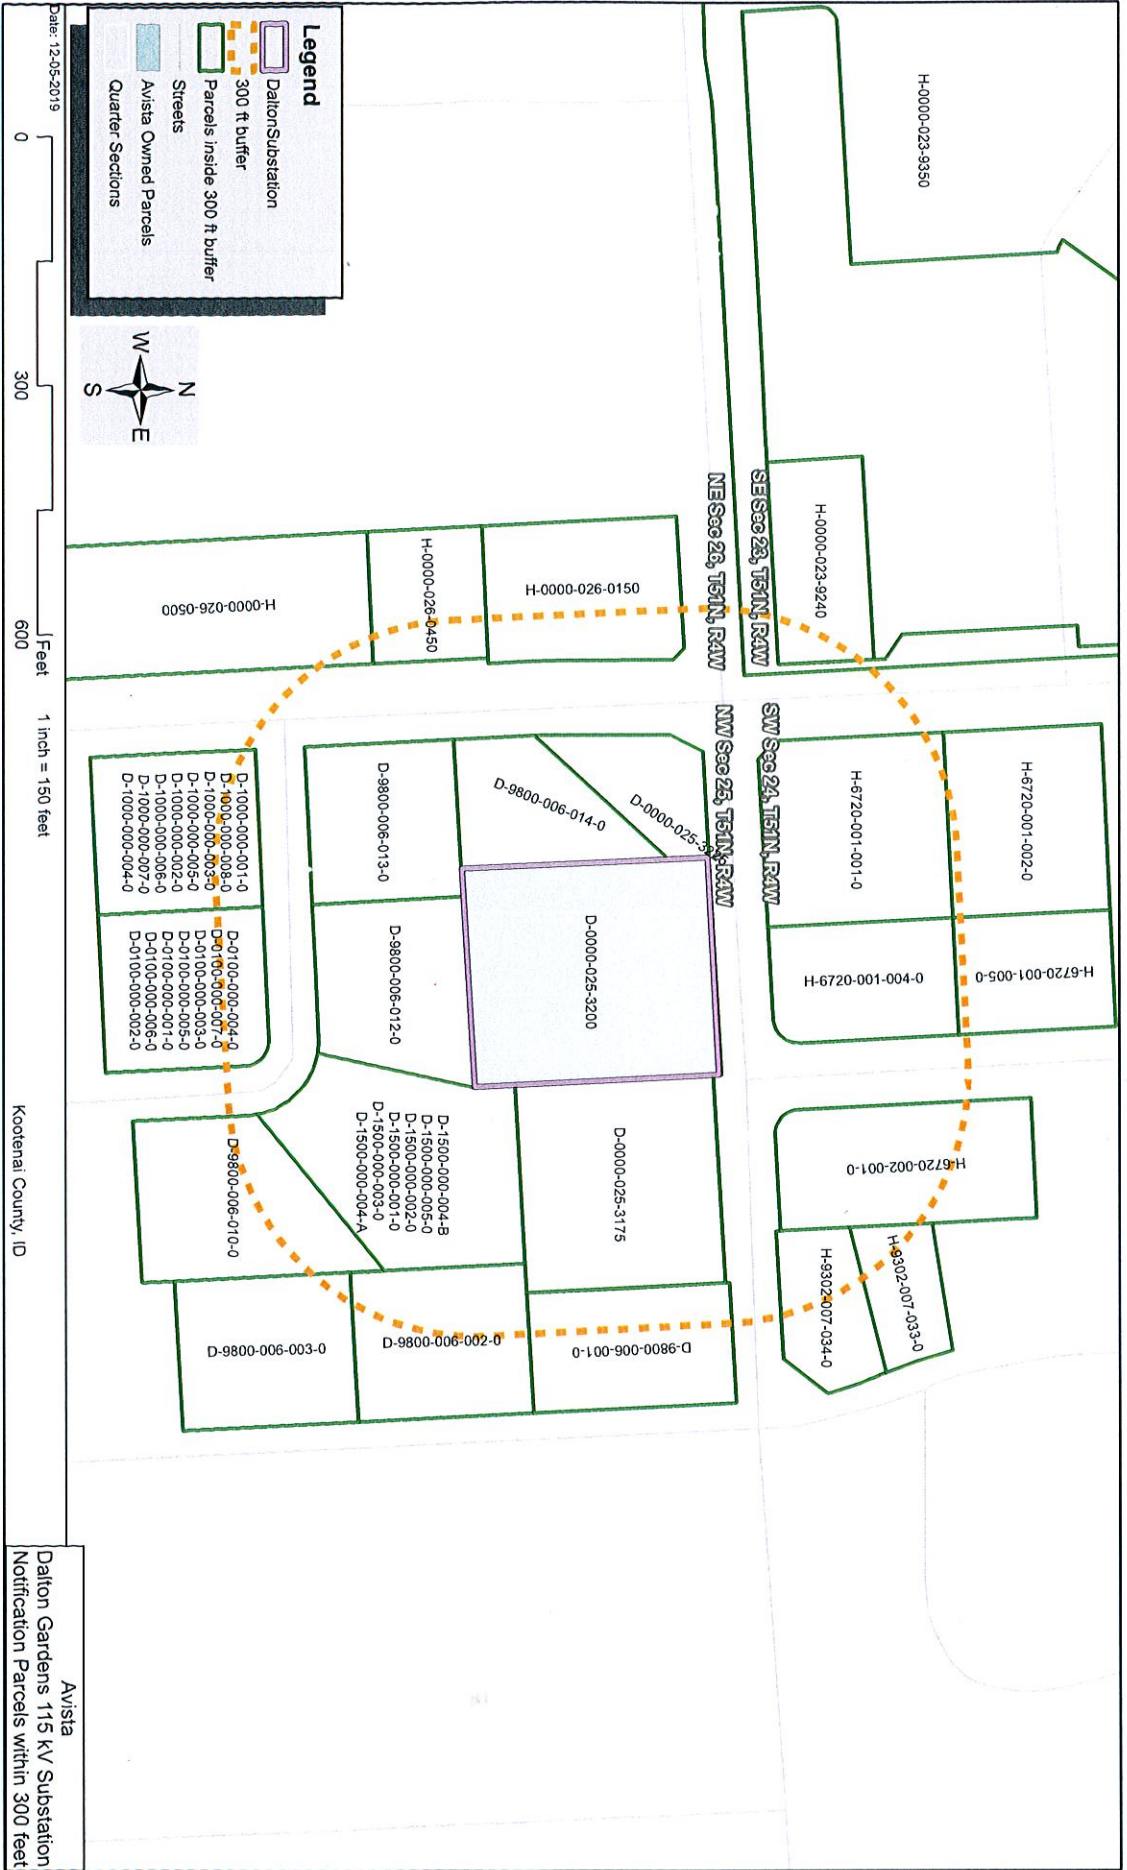 H-0000-023-9350
H-6720-001-002-0
H-6720-001-005-0
H-0000-023-9240
H-6720-001-001-0
H-6720-001-004-0
H-6720-002-001-0
H-9302-007-033-0
H-9302-007-034-0
SE Sec 23, T51N, R4W
SW Sec 24, T51N, R4W
NE Sec 26, T51N, R4W
NW Sec 25, T51N, R4W
H-0000-026-0150
D-9800-006-014-0
D-0000-025-3200
D-0000-025-3175
D-9800-006-001-0
H-0000-026-0450
D-9800-006-013-0
D-9800-006-012-0
D-1500-000-004-B
D-1500-000-005-0
D-1500-000-002-0
D-1500-000-001-0
D-1500-000-003-0
D-1500-000-004-A
D-9800-006-002-0
H-0000-026-0500
D-1000-000-001-0
D-1000-000-008-0
D-1000-000-003-0
D-1000-000-005-0
D-1000-000-002-0
D-1000-000-006-0
D-1000-000-007-0
D-1000-000-004-0
D-0100-000-004-0
D-0100-000-007-0
D-0100-000-003-0
D-0100-000-005-0
D-0100-000-001-0
D-0100-000-006-0
D-0100-000-002-0
D-9800-006-010-0
D-9800-006-003-0
Legend
DaltonSubstation
300 ft buffer
Parcels inside 300 ft buffer
Streets
Avista Owned Parcels
Quarter Sections
N
W
E
S
Date: 12-05-2019
0
300
600
Feet
1 inch = 150 feet
Kootenai County, ID
Avista
Dalton Gardens 115 kV Substation
Notification Parcels within 300 feet